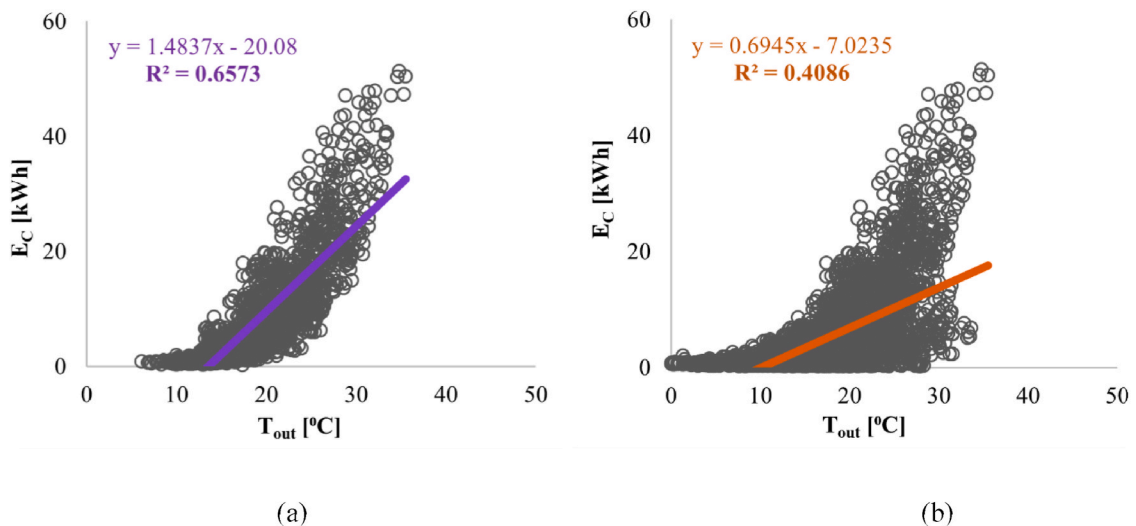 60
y = 1.4837x - 20.08
R² = 0.6573
40
E_C [kWh]
20
0
0 10 20 30 40 50
T_out [⁰C]
(a)
60
y = 0.6945x - 7.0235
R² = 0.4086
40
E_C [kWh]
20
0
0 10 20 30 40 50
T_out [⁰C]
(b)